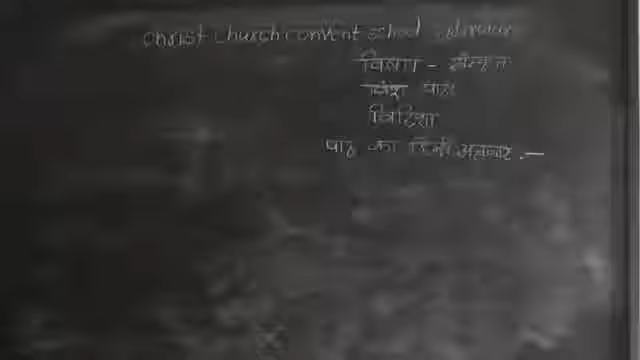 christ church convent school
विषय - संस्कृत
पाठ
विदिशा
पाठ का हिन्दी अनुवाद :-